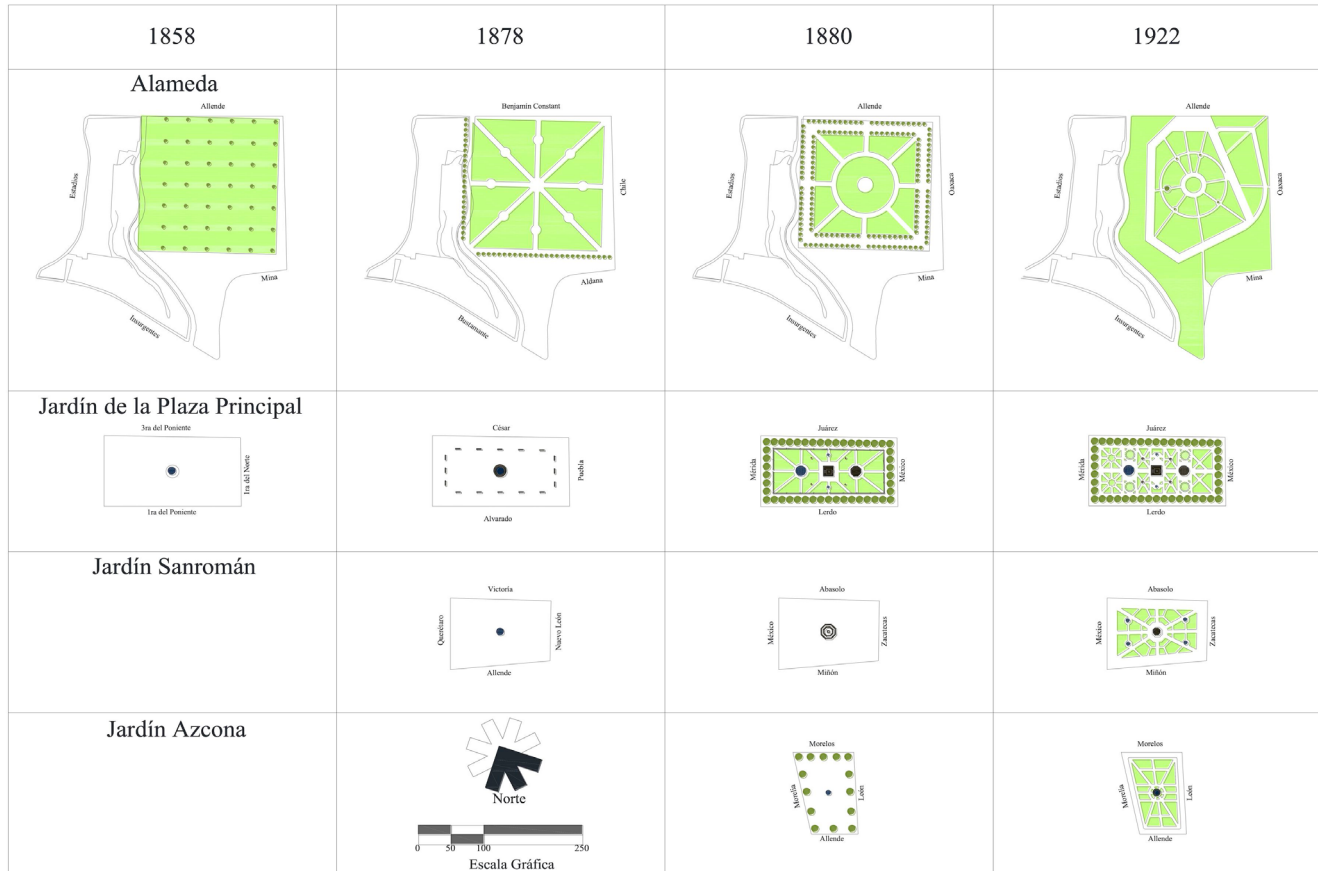 1858
1878
1880
1922
Alameda
Allende
Estadios
Mina
Insurgentes
Benjamín Constant
Chile
Aldana
Bustamante
Allende
Estadios
Oaxaca
Mina
Insurgentes
Allende
Estadios
Oaxaca
Mina
Insurgentes
Jardín de la Plaza Principal
3ra del Poniente
1ra del Norte
1ra del Poniente
César
Puebla
Alvarado
Juárez
Mérida
México
Lerdo
Juárez
Mérida
México
Lerdo
Jardín Sanromán
Victoría
Querétaro
Nuevo León
Allende
Abasolo
México
Zacatecas
Miñón
Abasolo
México
Zacatecas
Miñón
Jardín Azcona
Norte
0 50 100 250
Escala Gráfica
Morelos
Morelia
León
Allende
Morelos
Morelia
León
Allende